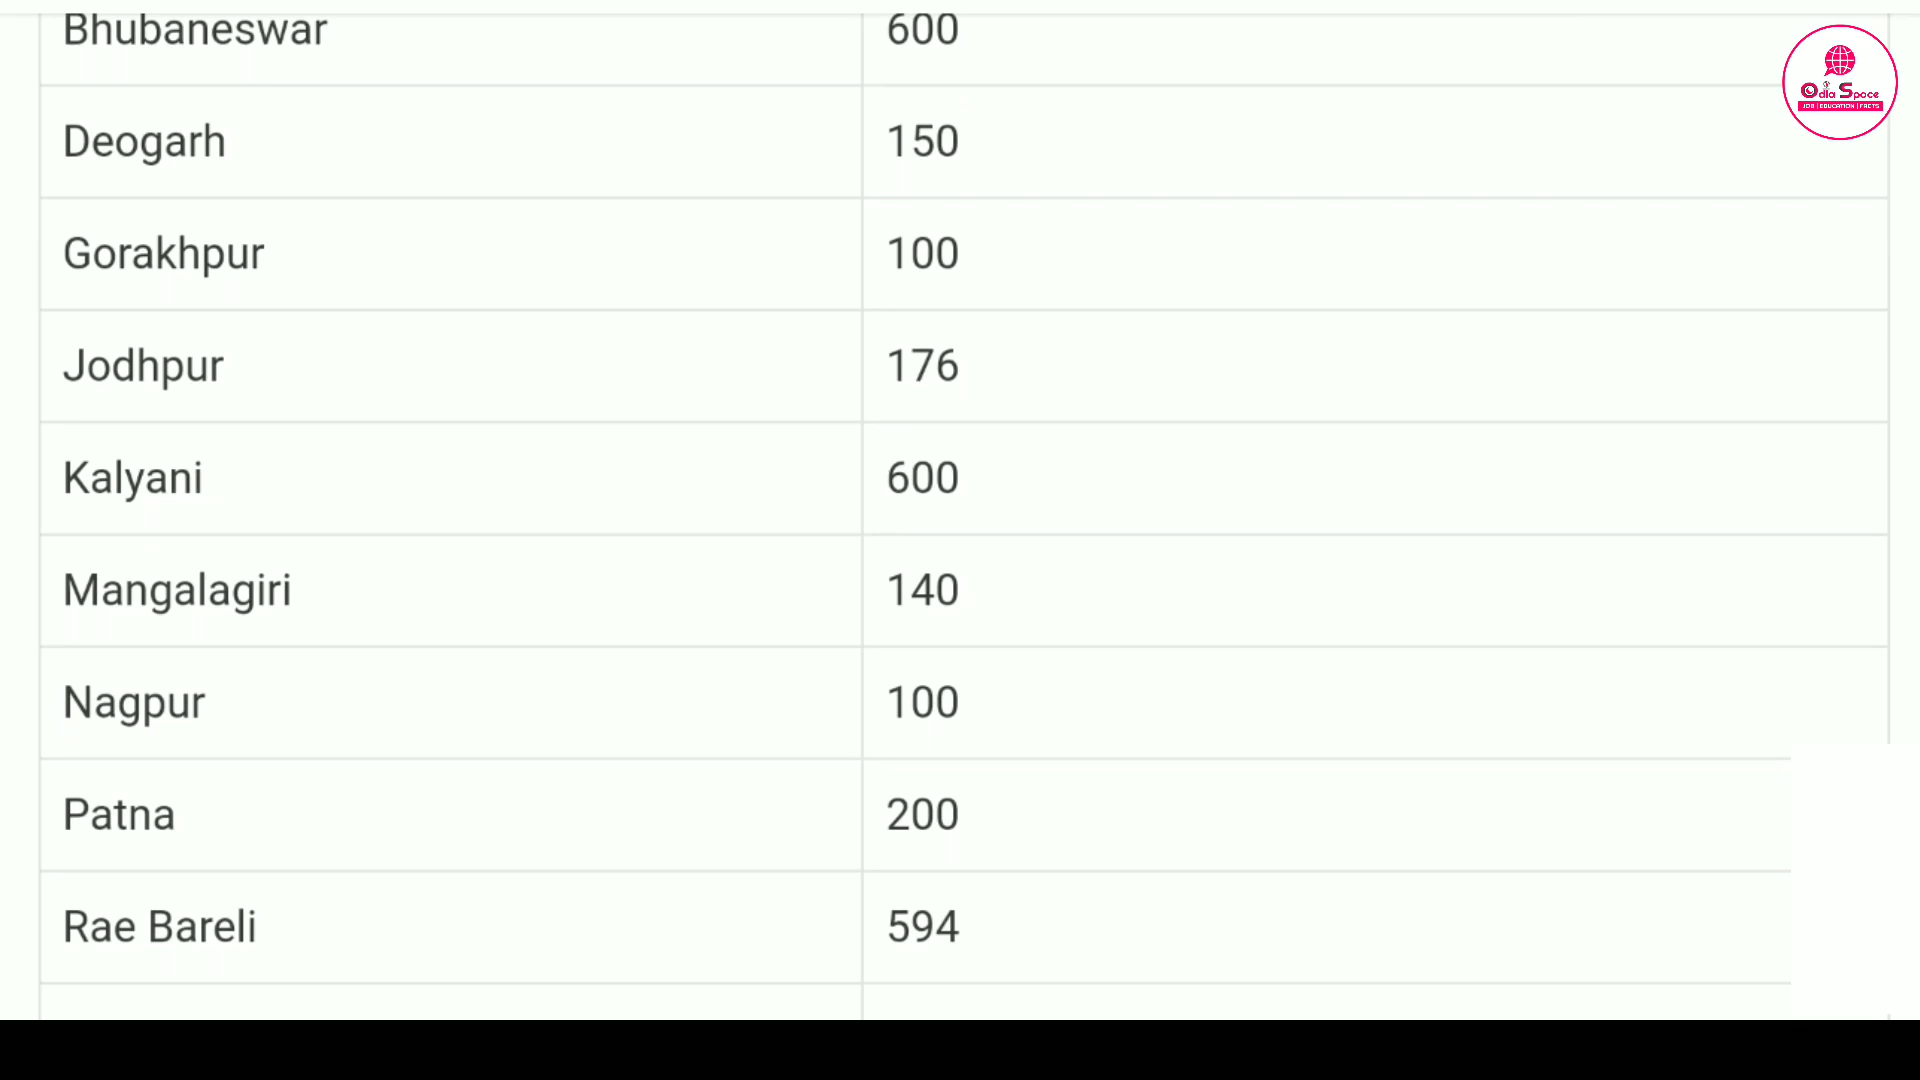 Bhubaneswar 600
Deogarh 150
Gorakhpur 100
Jodhpur 176
Kalyani 600
Mangalagiri 140
Nagpur 100
Patna 200
Rae Bareli 594
Odia Space
JOB | EDUCATION | FACTS